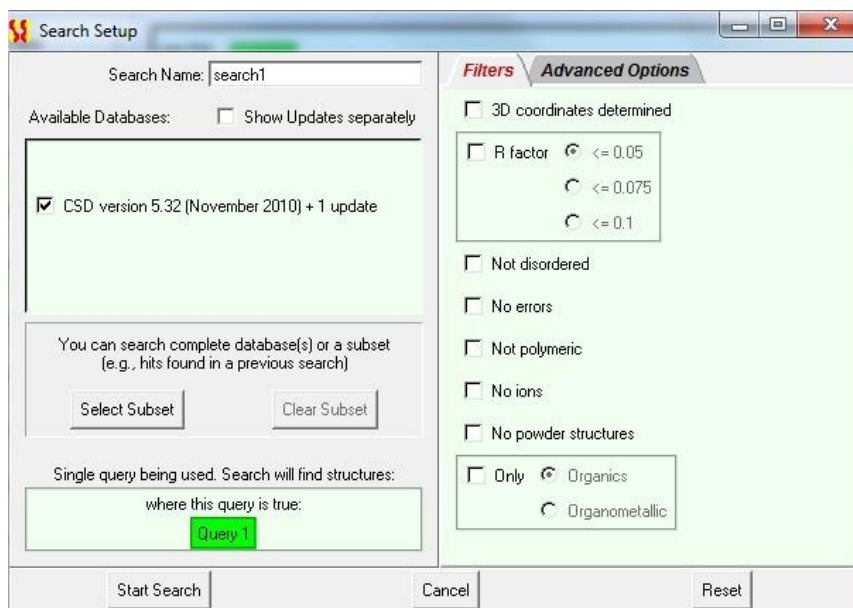 Search Setup
Search Name: search1
Available Databases: Show Updates separately
CSD version 5.32 (November 2010) + 1 update
You can search complete database(s) or a subset
(e.g., hits found in a previous search)
Select Subset Clear Subset
Single query being used. Search will find structures:
where this query is true:
Query 1
Filters Advanced Options
3D coordinates determined
R factor <= 0.05
<= 0.075
<= 0.1
Not disordered
No errors
Not polymeric
No ions
No powder structures
Only Organics
Organometallic
Start Search Cancel Reset